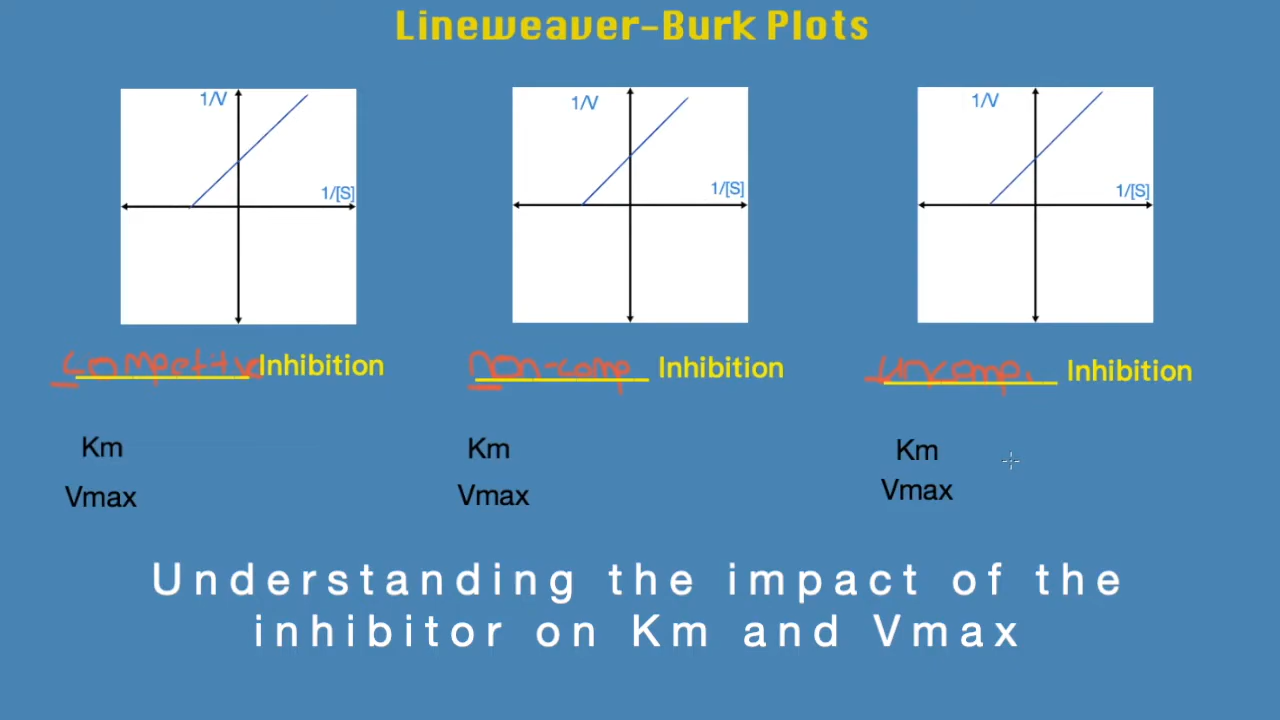 Lineweaver-Burk Plots
1/V
1/[S]
1/V
1/[S]
1/V
1/[S]
Competitive Inhibition
Non-comp Inhibition
Uncomp. Inhibition
Km
Vmax
Km
Vmax
Km
Vmax
Understanding the impact of the
inhibitor on Km and Vmax